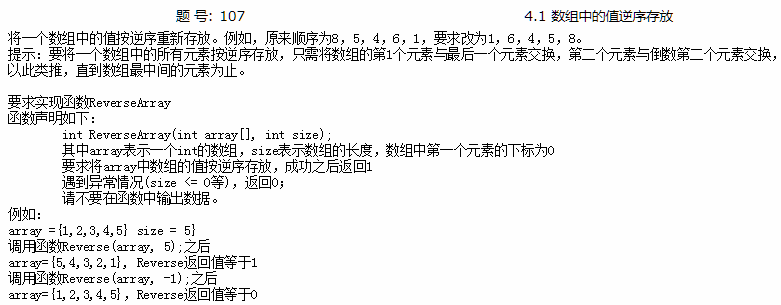 题 号: 107 4.1 数组中的值逆序存放
将一个数组中的值按逆序重新存放。例如，原来顺序为8，5，4，6，1，要求改为1，6，4，5，8。
提示：要将一个数组中的所有元素按逆序存放，只需将数组的第1个元素与最后一个元素交换，第二个元素与倒数第二个元素交换，
以此类推，直到数组最中间的元素为止。
要求实现函数ReverseArray
函数声明如下：
int ReverseArray(int array[], int size);
其中array表示一个int的数组，size表示数组的长度，数组中第一个元素的下标为0
要求将array中数组的值按逆序存放，成功之后返回1
遇到异常情况(size <= 0等)，返回0；
请不要在函数中输出数据。
例如：
array ={1,2,3,4,5} size = 5}
调用函数Reverse(array, 5);之后
array={5,4,3,2,1}, Reverse返回值等于1
调用函数Reverse(array, -1);之后
array={1,2,3,4,5}, Reverse返回值等于0